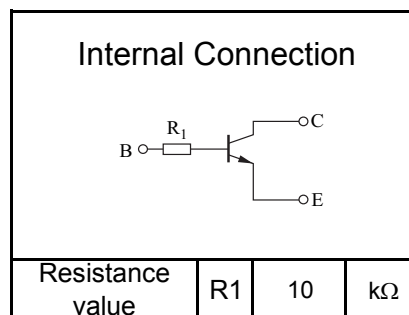 Internal Connection
R1
C
B
E
Resistance value
R1
10
kΩ